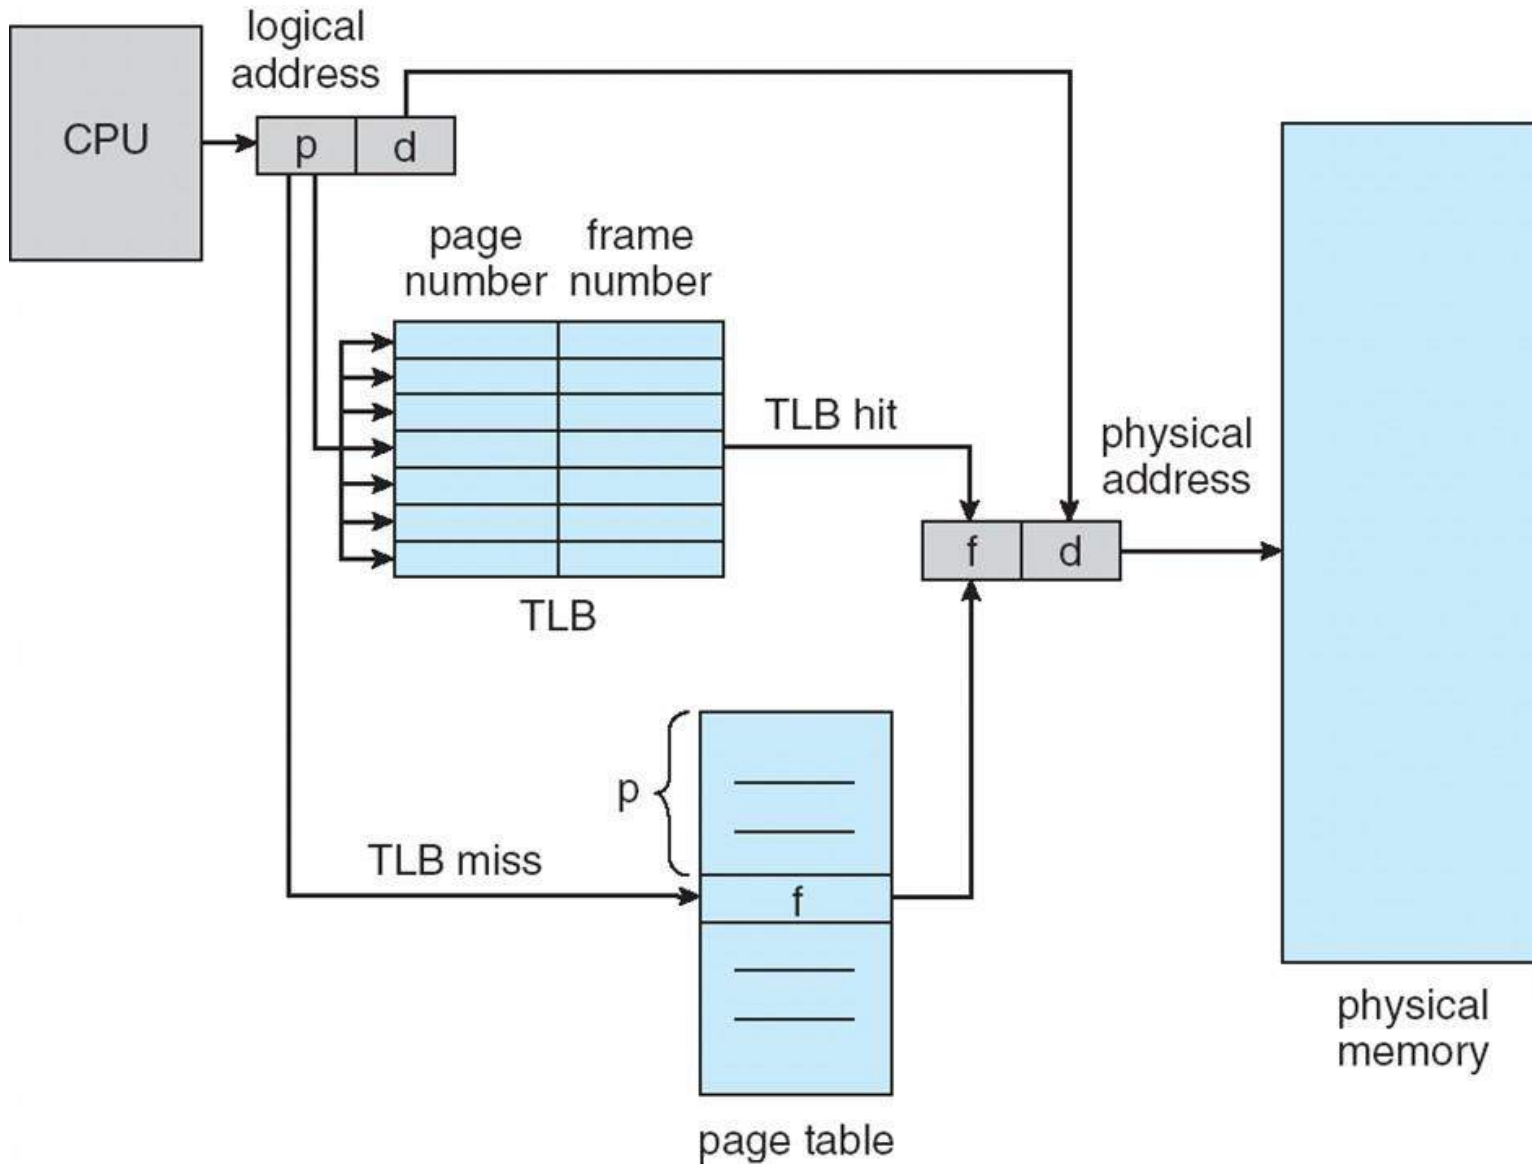 logical
address
CPU
p
d
page
number
frame
number
TLB hit
physical
address
f
d
TLB
p
TLB miss
f
physical
memory
page table